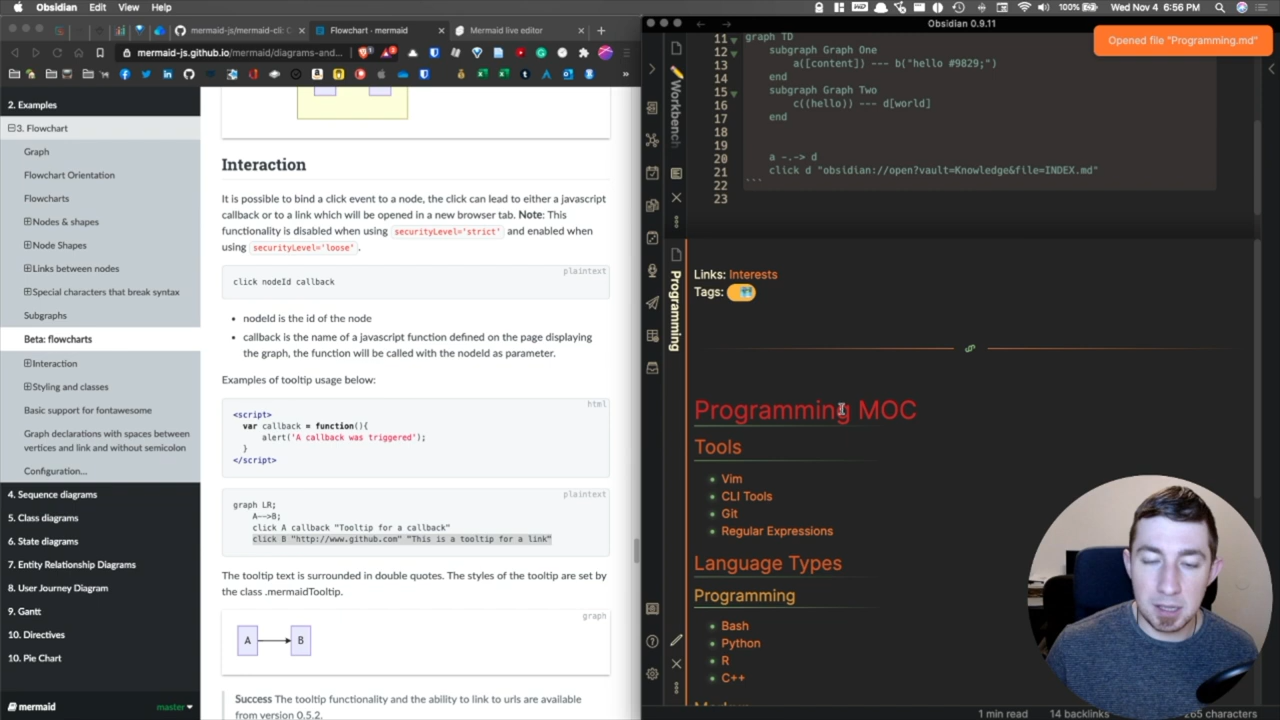 Obsidian Edit View Help
100% Wed Nov 4 6:56 PM
mermaid-js/mermaid-cli: C
Flowchart · mermaid
Mermaid live editor
mermaid-js.github.io/mermaid/diagrams-and...
2. Examples
3. Flowchart
Graph
Flowchart Orientation
Flowcharts
Nodes & shapes
Node Shapes
Links between nodes
Special characters that break syntax
Subgraphs
Beta: flowcharts
Interaction
Styling and classes
Basic support for fontawesome
Graph declarations with spaces between
vertices and link and without semicolon
Configuration...
4. Sequence diagrams
5. Class diagrams
6. State diagrams
7. Entity Relationship Diagrams
8. User Journey Diagram
9. Gantt
10. Directives
10. Pie Chart
mermaid master
Interaction
It is possible to bind a click event to a node, the click can lead to either a javascript
callback or to a link which will be opened in a new browser tab. Note: This
functionality is disabled when using securityLevel='strict' and enabled when
using securityLevel='loose' .
plaintext
click nodeId callback
nodeId is the id of the node
callback is the name of a javascript function defined on the page displaying
the graph, the function will be called with the nodeId as parameter.
Examples of tooltip usage below:
html
<script>
var callback = function(){
alert('A callback was triggered');
}
</script>
plaintext
graph LR;
A-->B;
click A callback "Tooltip for a callback"
click B "http://www.github.com" "This is a tooltip for a link"
The tooltip text is surrounded in double quotes. The styles of the tooltip are set by
the class .mermaidTooltip.
graph
A B
Success The tooltip functionality and the ability to link to urls are available
from version 0.5.2.
Obsidian 0.9.11
Opened file "Programming.md"
Workbench
11 graph TD
12 subgraph Graph One
13 a([content]) --- b("hello #9829;")
14 end
15 subgraph Graph Two
16 c((hello)) --- d[world]
17 end
18
19
20 a -.-> d
21 click d "obsidian://open?vault=Knowledge&file=INDEX.md"
22 ```
23
Programming
Links: Interests
Tags:
Programming MOC
Tools
Vim
CLI Tools
Git
Regular Expressions
Language Types
Programming
Bash
Python
R
C++
1 min read 14 backlinks 265 characters